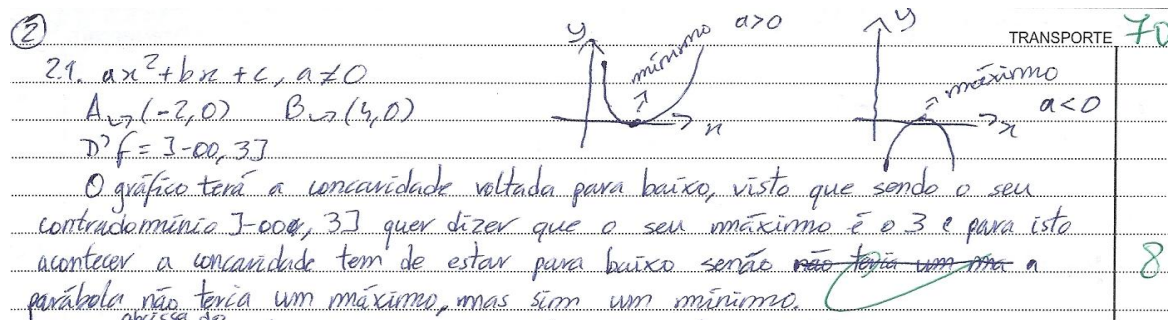 ② y mínimo a>0 y TRANSPORTE 70
2.1. ax²+bx+c, a≠0 máximo
A↳(-2,0) B↳(4,0) x x a<0
D'f = ]-∞, 3]
O gráfico terá a concavidade voltada para baixo, visto que sendo o seu
contradomínio ]-∞, 3] quer dizer que o seu máximo é o 3 e para isto
acontecer a concavidade tem de estar para baixo senão não teria um ma a 8
parábola não teria um máximo, mas sim um mínimo.
abcissa do